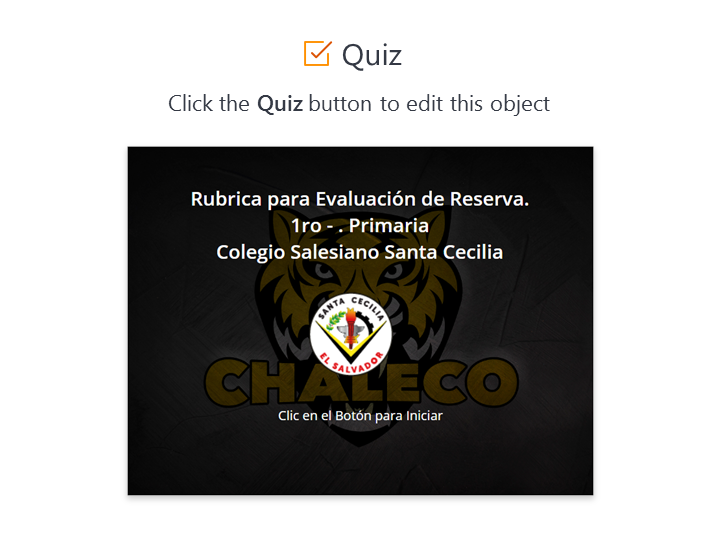 Quiz
Click the Quiz button to edit this object
Rubrica para Evaluación de Reserva.
1ro - . Primaria
Colegio Salesiano Santa Cecilia
SANTA CECILIA
EL SALVADOR
CHALECO
Clic en el Botón para Iniciar